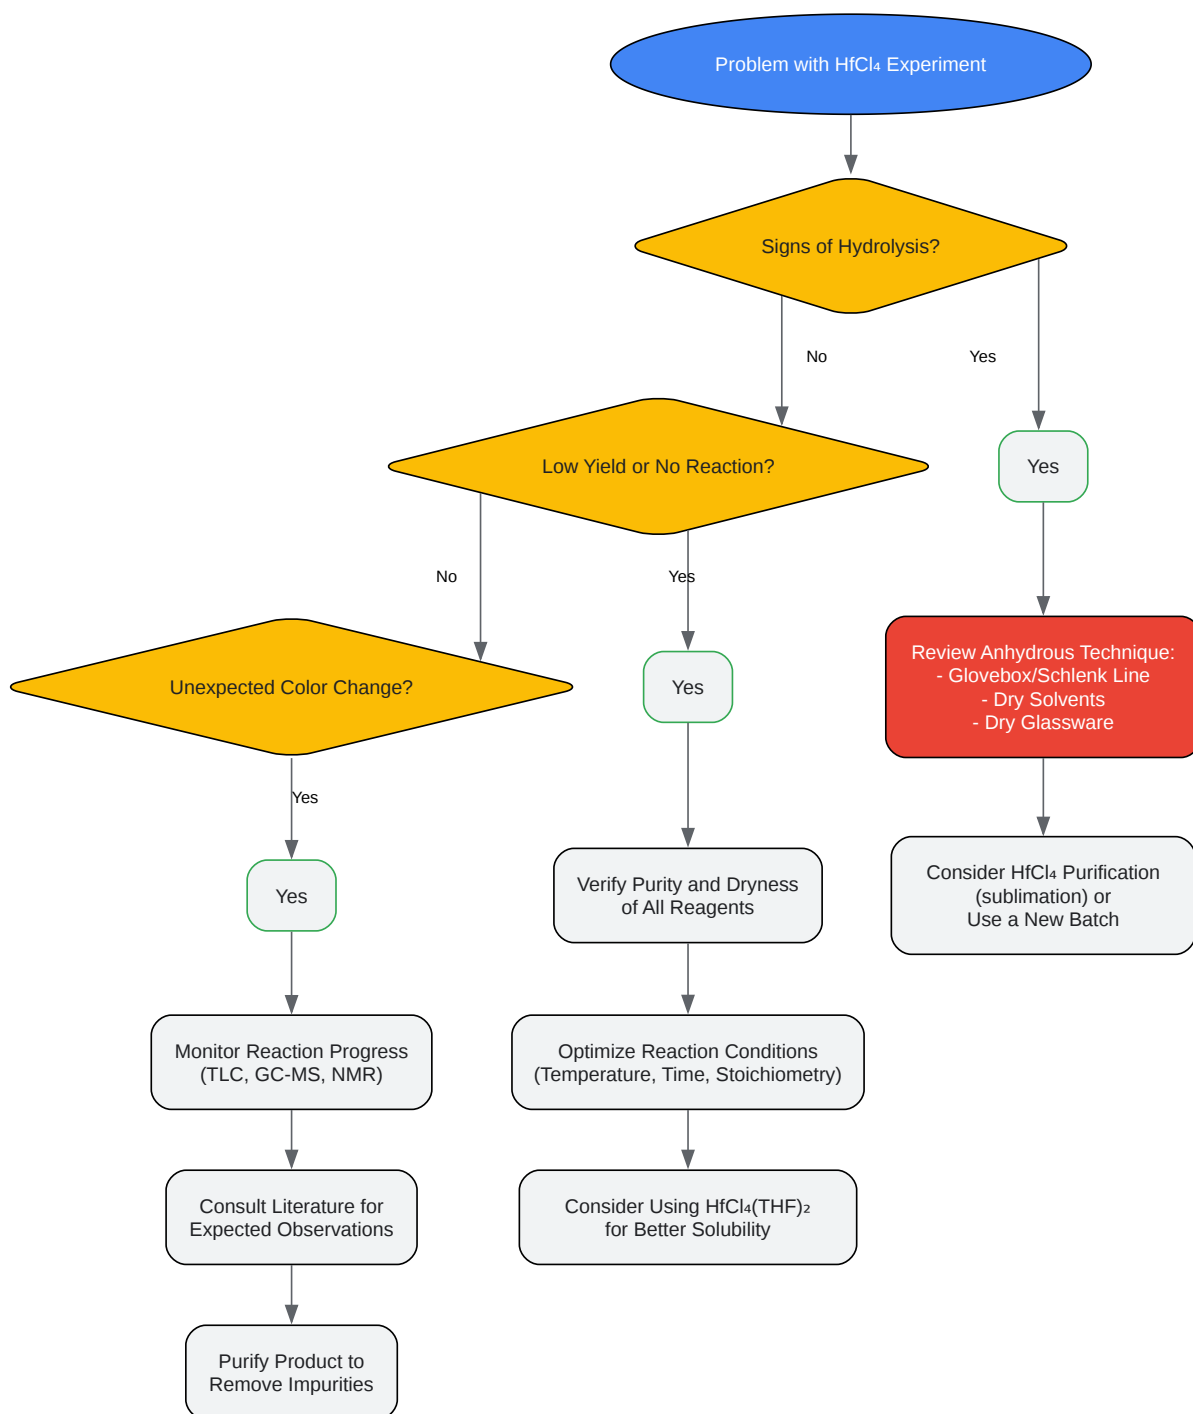 Problem with HfCl₄ Experiment
Signs of Hydrolysis?
No
Yes
Low Yield or No Reaction?
Yes
No
Yes
Unexpected Color Change?
Yes
Review Anhydrous Technique:
- Glovebox/Schlenk Line
- Dry Solvents
- Dry Glassware
Yes
Yes
Verify Purity and Dryness
of All Reagents
Consider HfCl₄ Purification
(sublimation) or
Use a New Batch
Monitor Reaction Progress
(TLC, GC-MS, NMR)
Optimize Reaction Conditions
(Temperature, Time, Stoichiometry)
Consult Literature for
Expected Observations
Consider Using HfCl₄(THF)₂
for Better Solubility
Purify Product to
Remove Impurities